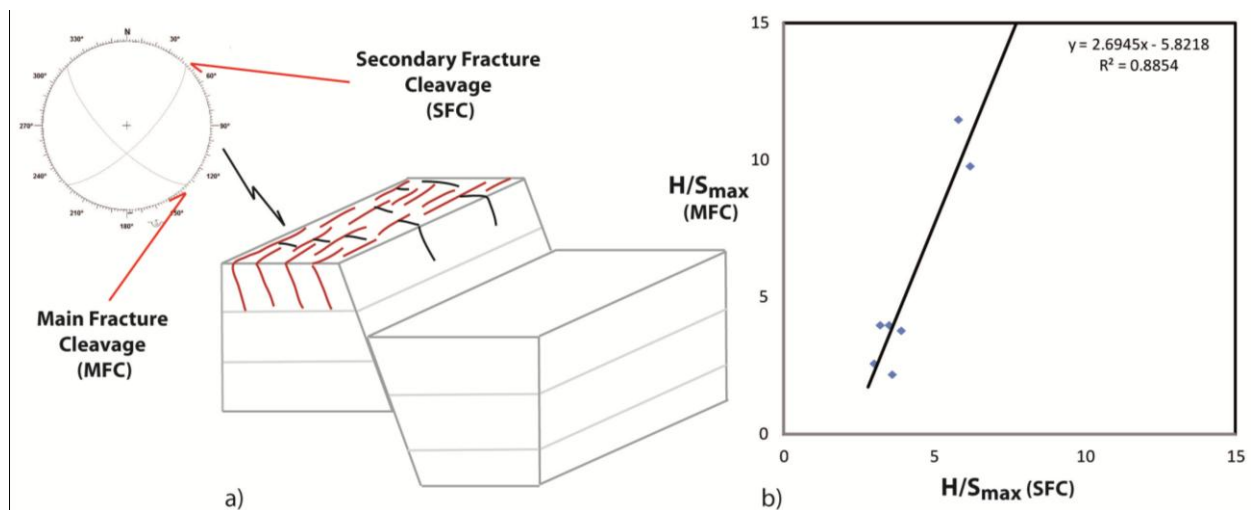 N
30°
60°
90°
120°
150°
180°
210°
240°
270°
300°
330°
Secondary Fracture
Cleavage
(SFC)
Main Fracture
Cleavage
(MFC)
a)
H/Smax
(MFC)
15
10
5
0
y = 2.6945x - 5.8218
R² = 0.8854
0
5
10
15
H/Smax (SFC)
b)